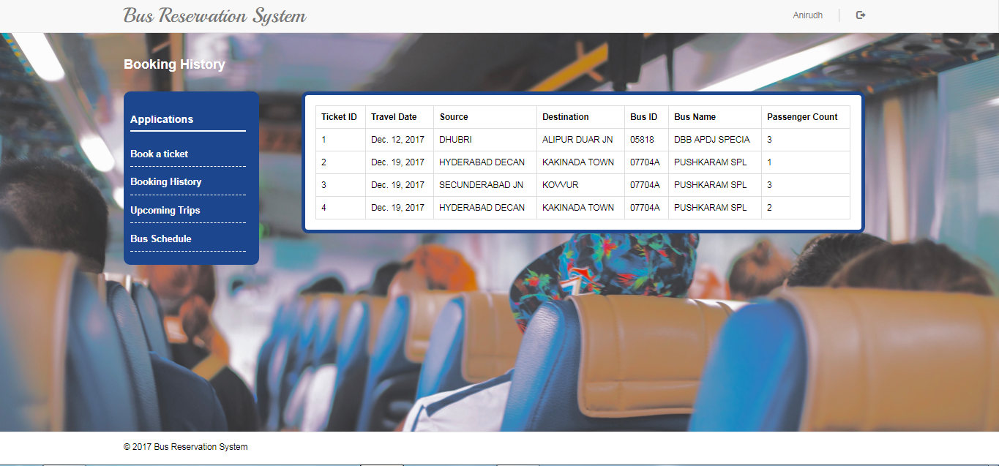 Bus Reservation System
Anirudh
Booking History
Applications
Book a ticket
Booking History
Upcoming Trips
Bus Schedule
Ticket ID Travel Date Source Destination Bus ID Bus Name Passenger Count
1 Dec. 12, 2017 DHUBRI ALIPUR DUAR JN 05818 DBB APDJ SPECIA 3
2 Dec. 19, 2017 HYDERABAD DECAN KAKINADA TOWN 07704A PUSHKARAM SPL 1
3 Dec. 19, 2017 SECUNDERABAD JN KOVVUR 07704A PUSHKARAM SPL 3
4 Dec. 19, 2017 HYDERABAD DECAN KAKINADA TOWN 07704A PUSHKARAM SPL 2
© 2017 Bus Reservation System